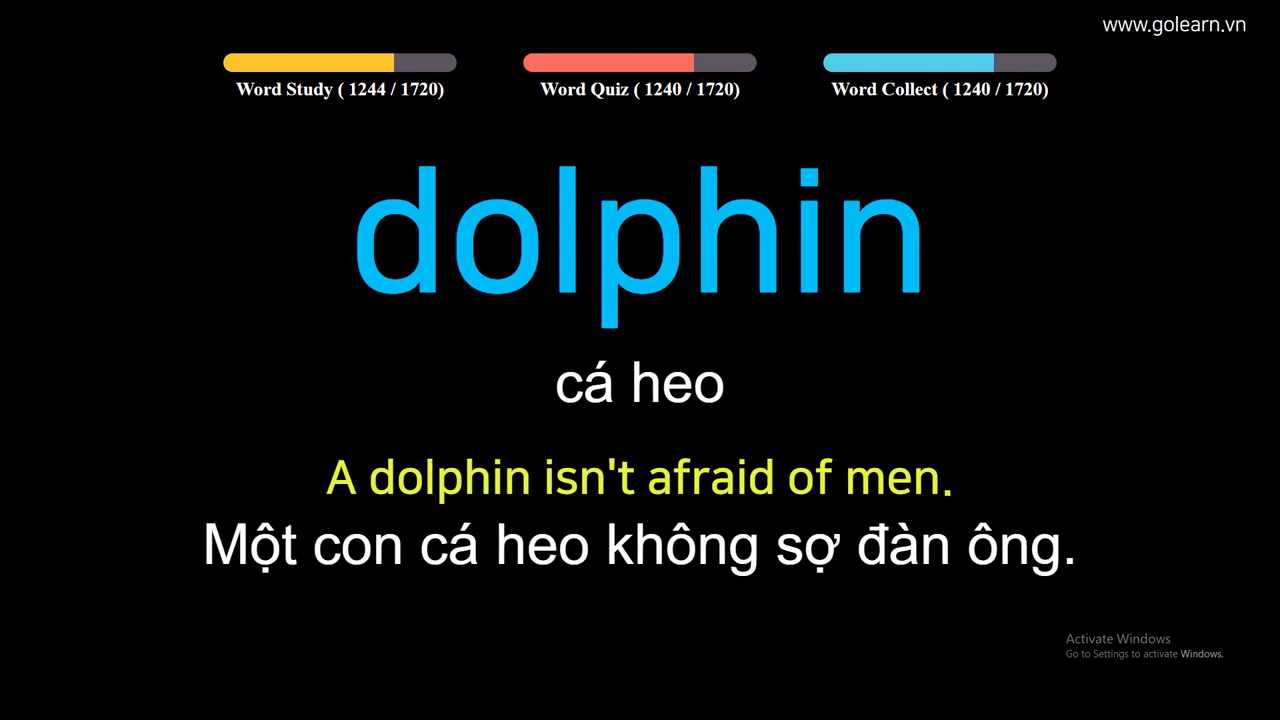 www.golearn.vn
Word Study ( 1244 / 1720) Word Quiz ( 1240 / 1720) Word Collect ( 1240 / 1720)
dolphin
cá heo
A dolphin isn't afraid of men.
Một con cá heo không sợ đàn ông.
Activate Windows
Go to Settings to activate Windows.